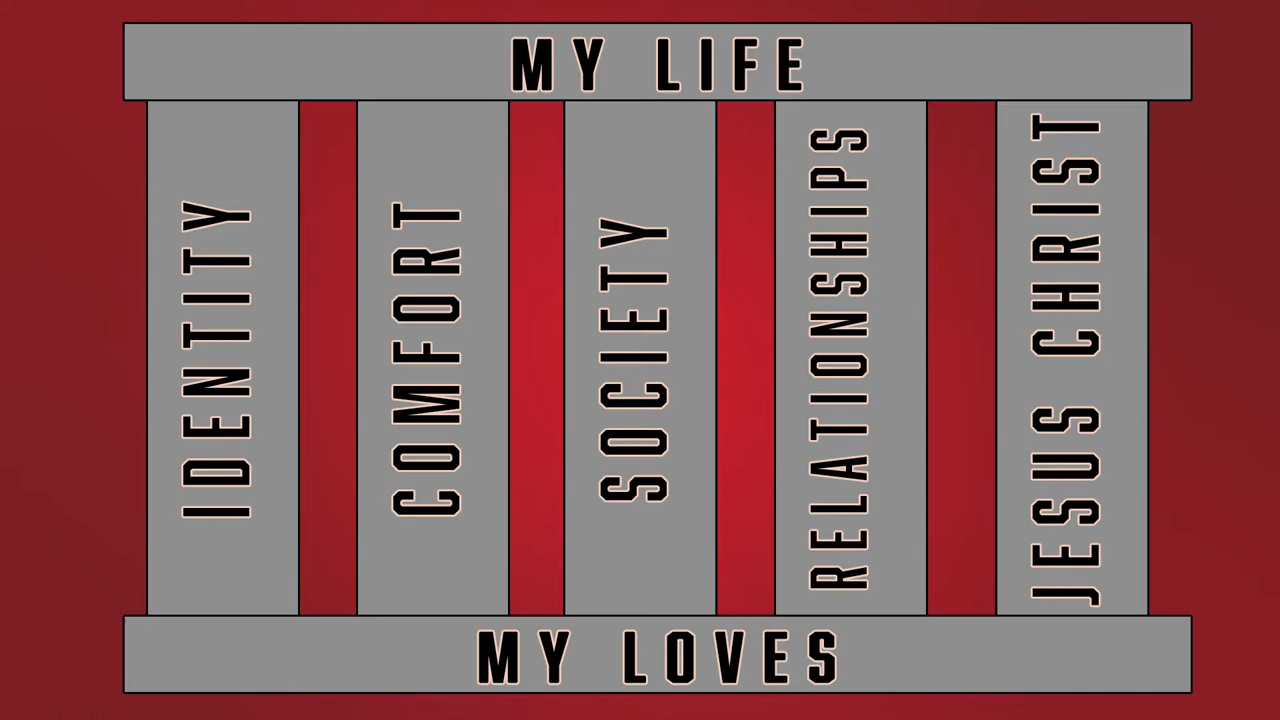 MY LIFE
IDENTITY
COMFORT
SOCIETY
RELATIONSHIPS
JESUS CHRIST
MY LOVES